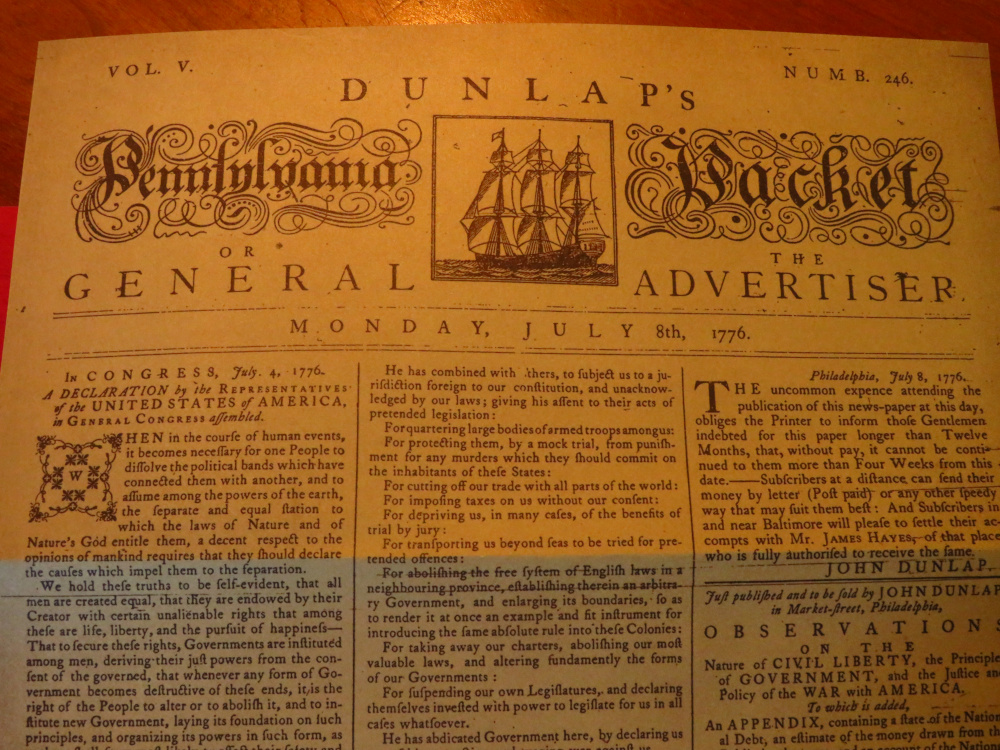 VOL. V.
NUMB. 246.
DUNLAP'S
Pennſylvania Packet
OR THE
GENERAL ADVERTISER.
MONDAY, JULY 8th, 1776.
IN CONGRESS, July. 4, 1776.
A DECLARATION by the REPRESENTATIVES
of the UNITED STATES of AMERICA,
in GENERAL CONGRESS aſſembled.
WHEN in the courſe of human events,
it becomes neceſſary for one People to
diſſolve the political bands which have
connected them with another, and to
aſſume among the powers of the earth,
the ſeparate and equal ſtation to
which the laws of Nature and of
Nature's God entitle them, a decent reſpect to the
opinions of mankind requires that they ſhould declare
the cauſes which impel them to the ſeparation.
We hold theſe truths to be ſelf-evident, that all
men are created equal, that they are endowed by their
Creator with certain unalienable rights that among
theſe are life, liberty, and the purſuit of happineſs—
That to ſecure theſe rights, Governments are inſtituted
among men, deriving their juſt powers from the con-
ſent of the governed, that whenever any form of Go-
vernment becomes deſtructive of theſe ends, it is the
right of the People to alter or to aboliſh it, and to in-
ſtitute new Government, laying its foundation on ſuch
principles, and organizing its powers in ſuch form, as
He has combined with others, to ſubject us to a ju-
riſdiction foreign to our conſtitution, and unacknow-
ledged by our laws; giving his aſſent to their acts of
pretended legiſlation:
For quartering large bodies of armed troops among us:
For protecting them, by a mock trial, from puniſh-
ment for any murders which they ſhould commit on
the inhabitants of theſe States:
For cutting off our trade with all parts of the world:
For impoſing taxes on us without our conſent:
For depriving us, in many caſes, of the benefits of
trial by jury:
For tranſporting us beyond ſeas to be tried for pre-
tended offences:
For aboliſhing the free ſyſtem of Engliſh laws in a
neighbouring province, eſtabliſhing therein an arbitra-
ry Government, and enlarging its boundaries, ſo as
to render it at once an example and fit inſtrument for
introducing the ſame abſolute rule into theſe Colonies:
For taking away our charters, aboliſhing our moſt
valuable laws, and altering fundamently the forms
of our Governments:
For ſuſpending our own Legiſlatures, and declaring
themſelves inveſted with power to legiſlate for us in all
caſes whatſoever.
He has abdicated Government here, by declaring us
Philadelphia, July 8, 1776.
THE uncommon expence attending the
publication of this news-paper at this day,
obliges the Printer to inform thoſe Gentlemen
indebted for this paper longer than Twelve
Months, that, without pay, it cannot be conti-
nued to them more than Four Weeks from this
date.——Subſcribers at a diſtance can ſend their
money by letter (Poſt paid) or any other ſpeedy
way that may ſuit them beſt: And Subſcribers in
and near Baltimore will pleaſe to ſettle their ac-
compts with Mr. JAMES HAYES, of that place
who is fully authoriſed to receive the ſame.
JOHN DUNLAP.
Juſt publiſhed and to be ſold by JOHN DUNLAP
in Market-ſtreet, Philadelphia,
OBSERVATIONS
ON THE
Nature of CIVIL LIBERTY, the Principle
of GOVERNMENT, and the Juſtice an
Policy of the WAR with AMERICA,
To which is added,
An APPENDIX, containing a ſtate of the Nation
al Debt, an eſtimate of the money drawn from